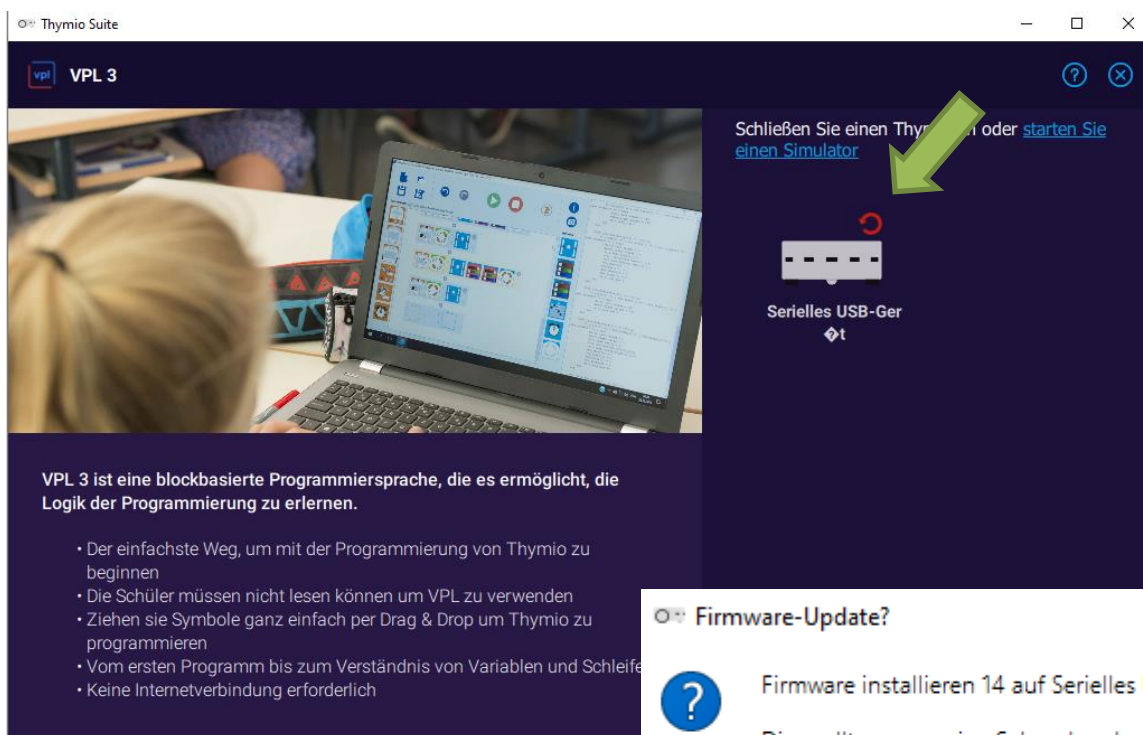 Thymio Suite
vpl VPL 3
Schließen Sie einen oder starten Sie
einen Simulator
Serielles USB-Ger
�t
VPL 3 ist eine blockbasierte Programmiersprache, die es ermöglicht, die
Logik der Programmierung zu erlernen.
• Der einfachste Weg, um mit der Programmierung von Thymio zu
beginnen
• Die Schüler müssen nicht lesen können um VPL zu verwenden
• Ziehen sie Symbole ganz einfach per Drag & Drop um Thymio zu
programmieren
• Vom ersten Programm bis zum Verständnis von Variablen und Schleife
• Keine Internetverbindung erforderlich
Firmware-Update?
Firmware installieren 14 auf Serielles